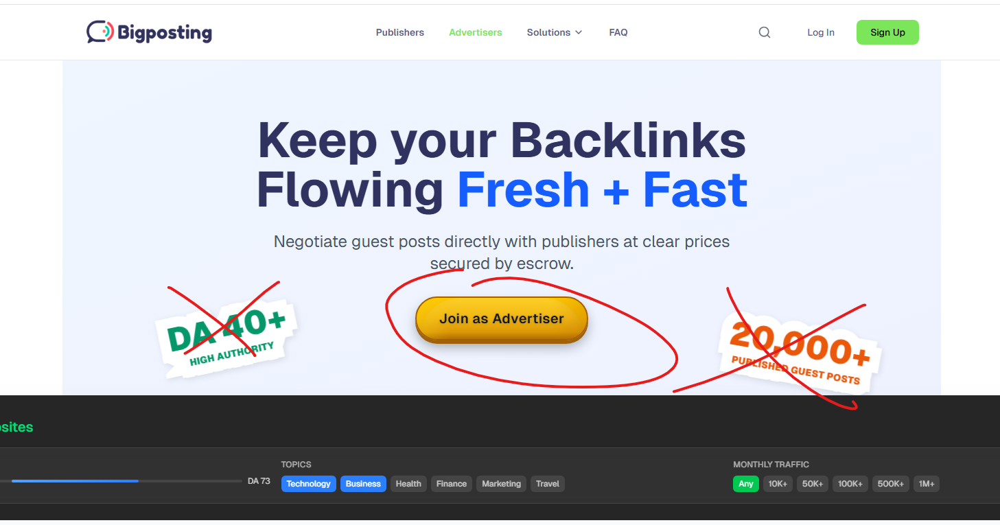 Bigposting
Publishers
Advertisers
Solutions
FAQ
Log In
Sign Up
Keep your Backlinks
Flowing Fresh + Fast
Negotiate guest posts directly with publishers at clear prices
secured by escrow.
DA 40+
HIGH AUTHORITY
Join as Advertiser
20,000+
PUBLISHED GUEST POSTS
sites
DA 73
TOPICS
Technology
Business
Health
Finance
Marketing
Travel
MONTHLY TRAFFIC
Any
10K+
50K+
100K+
500K+
1M+